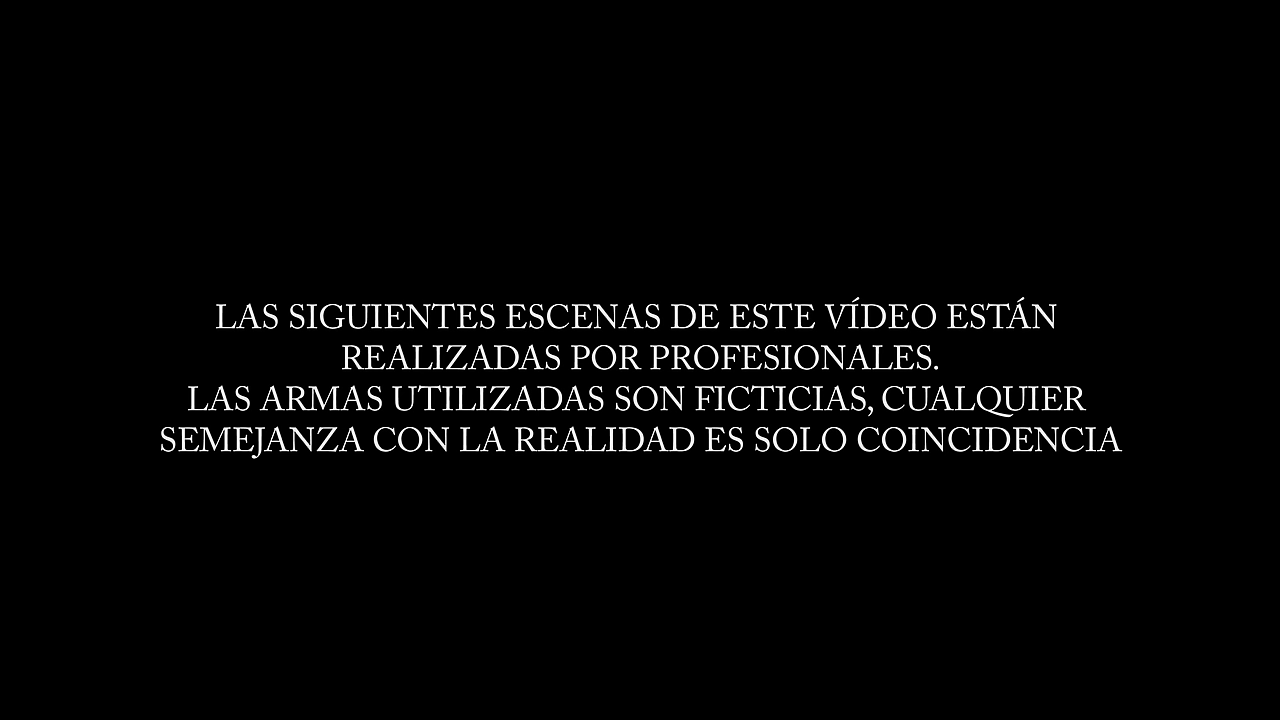 LAS SIGUIENTES ESCENAS DE ESTE VÍDEO ESTÁN
REALIZADAS POR PROFESIONALES.
LAS ARMAS UTILIZADAS SON FICTICIAS, CUALQUIER
SEMEJANZA CON LA REALIDAD ES SOLO COINCIDENCIA